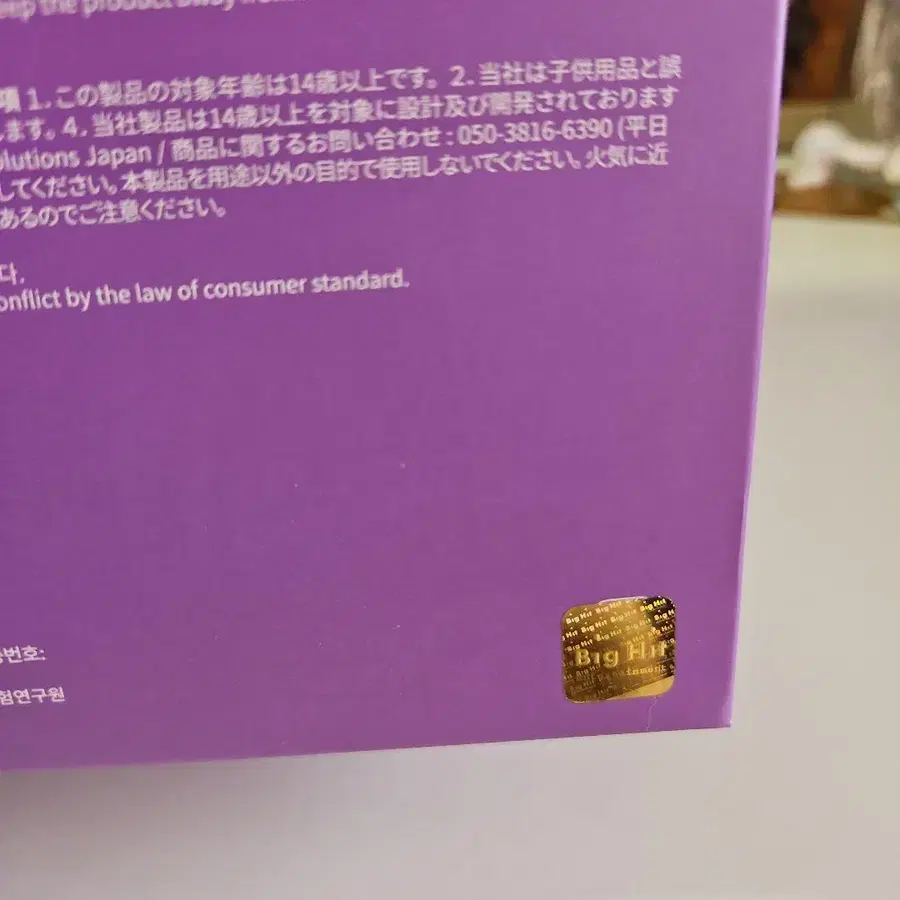 eep the product away from
項 1. この製品の対象年齢は14歳以上です。 2. 当社は子供用品と誤
します。 4. 当社製品は14歳以上を対象に設計及び開発されております
olutions Japan / 商品に関するお問い合わせ : 050-3816-6390 (平日
してください。本製品を用途以外の目的で使用しないでください。火気に近
あるのでご注意ください。
다.
onflict by the law of consumer standard.
번호:
험연구원
Big Hit